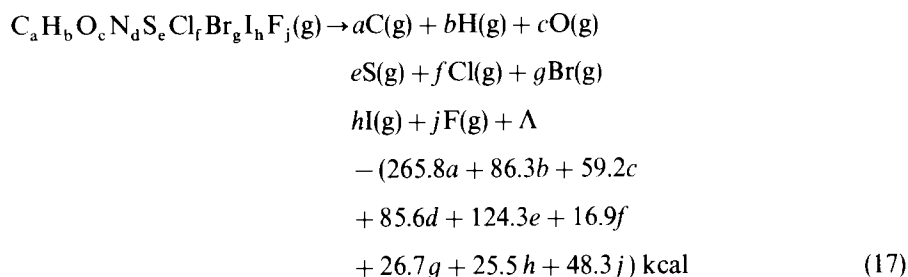 CₐH_bO_cN_dS_eCl_fBr_gI_hF_j(g) → aC(g) + bH(g) + cO(g)
eS(g) + fCl(g) + gBr(g)
hI(g) + jF(g) + Λ
−(265.8a + 86.3b + 59.2c
+ 85.6d + 124.3e + 16.9f
+ 26.7g + 25.5h + 48.3j) kcal (17)